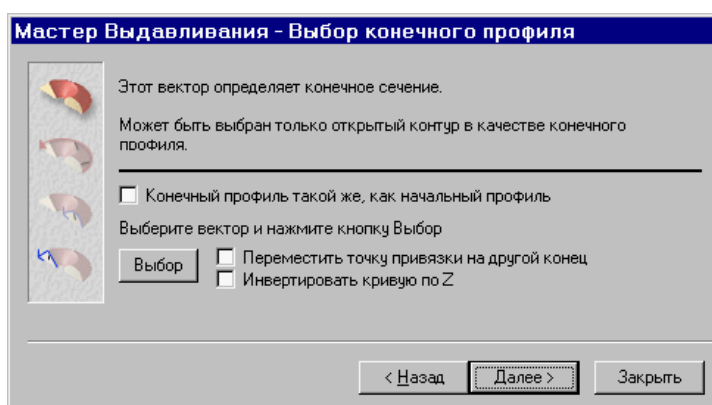 Мастер Выдавливания - Выбор конечного профиля
Этот вектор определяет конечное сечение.
Может быть выбран только открытый контур в качестве конечного
профиля.
Конечный профиль такой же, как начальный профиль
Выберите вектор и нажмите кнопку Выбор
Выбор
Переместить точку привязки на другой конец
Инвертировать кривую по Z
< Назад
Далее >
Закрыть